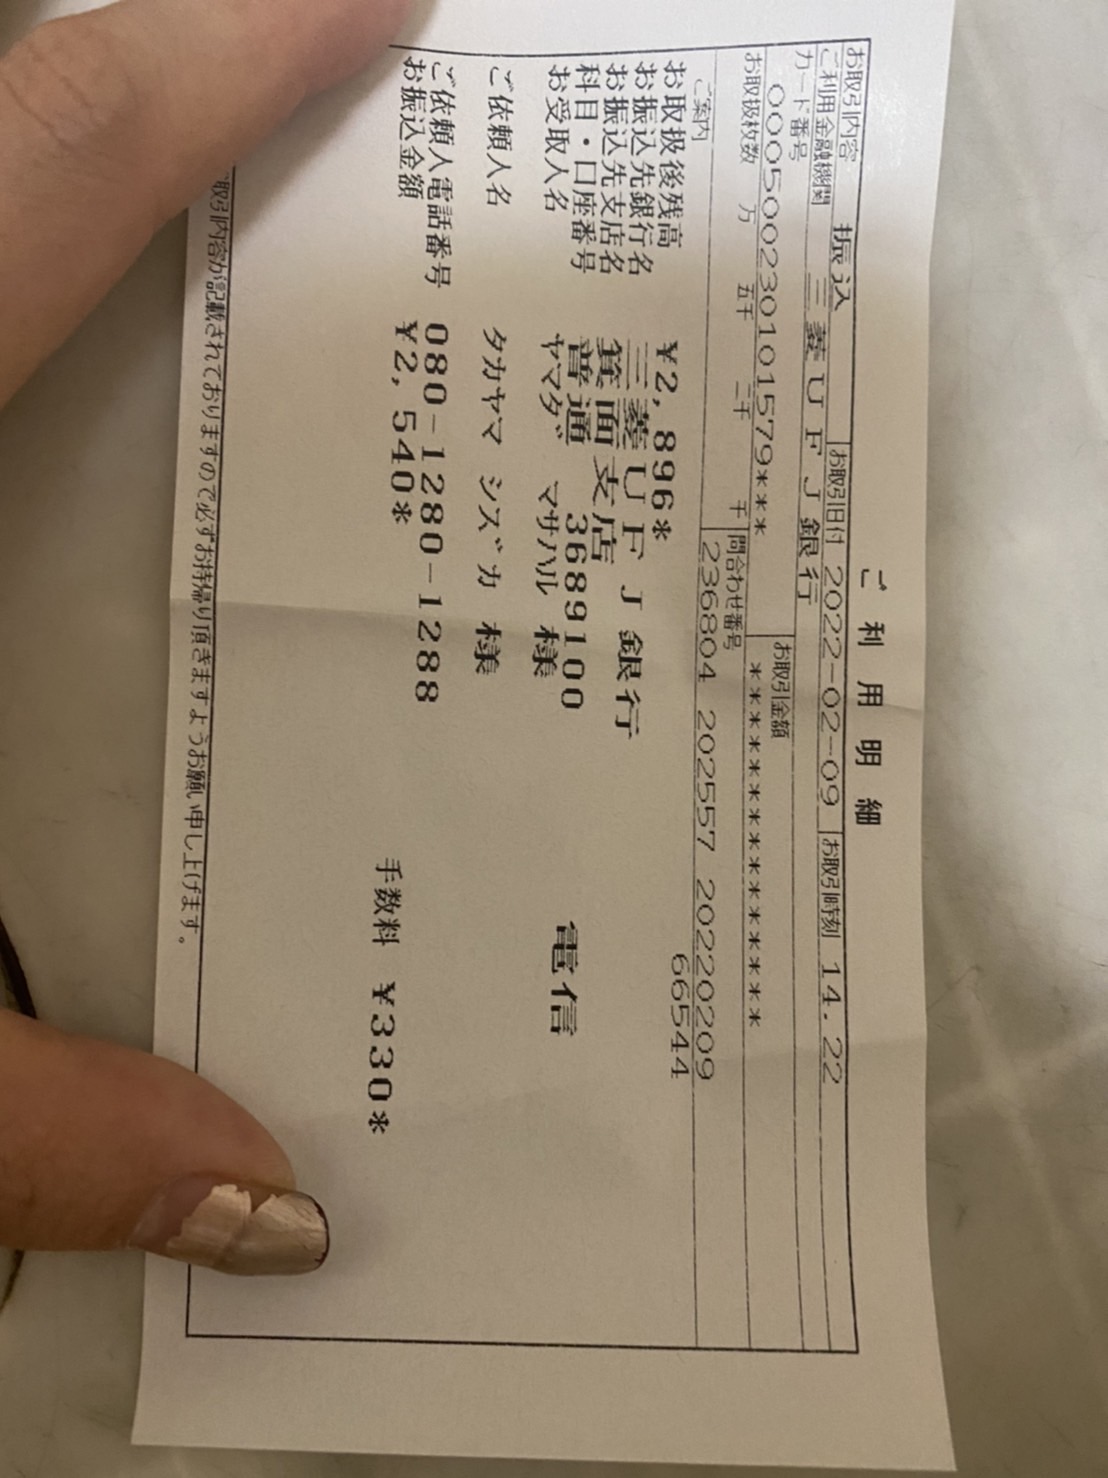 ご利用明細
お取引内容 振込 お取引日付 2022-02-09 お取引時刻 14.22
ご利用金融機関 三菱UFJ銀行
カード番号 お取引金額
0005002301015​79*** ******************
お取扱枚数 万 五千 二千 千 問合わせ番号
ご案内 236804 202557 20220209
66544
お取扱後残高 ¥2,896*
お振込先銀行名 三菱UFJ銀行
お振込先支店名 箕面支店
科目・口座番号 普通 3689100 電信
お受取人名 ヤマダ マサハル 様
ご依頼人名 タカヤマ シズカ 様
ご依頼人電話番号 080-1280-1288
お振込金額 ¥2,540*
手数料 ¥330*
取引内容が記載されておりますので必ずお持帰り頂きますようお願い申し上げます。